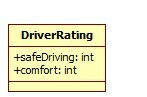 DriverRating
+safeDriving: int
+comfort: int